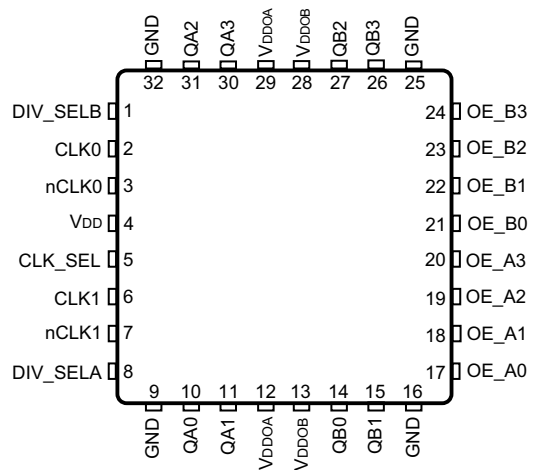 GND QA2 QA3 VDDOA VDDOB QB2 QB3 GND
32 31 30 29 28 27 26 25
DIV_SELB 1 24 OE_B3
CLK0 2 23 OE_B2
nCLK0 3 22 OE_B1
VDD 4 21 OE_B0
CLK_SEL 5 20 OE_A3
CLK1 6 19 OE_A2
nCLK1 7 18 OE_A1
DIV_SELA 8 17 OE_A0
9 10 11 12 13 14 15 16
GND QA0 QA1 VDDOA VDDOB QB0 QB1 GND